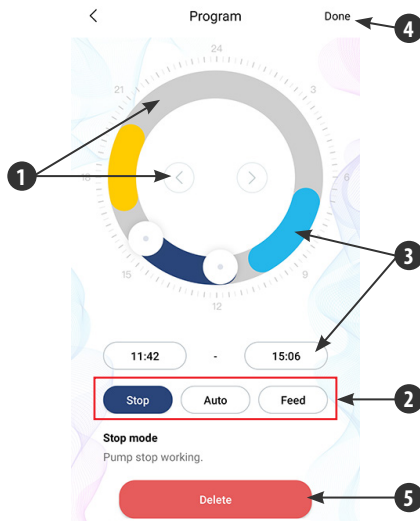 Program
Done
4
24
21
3
1
18
6
3
15
9
12
11:42 - 15:06
Stop Auto Feed
2
Stop mode
Pump stop working.
Delete
5